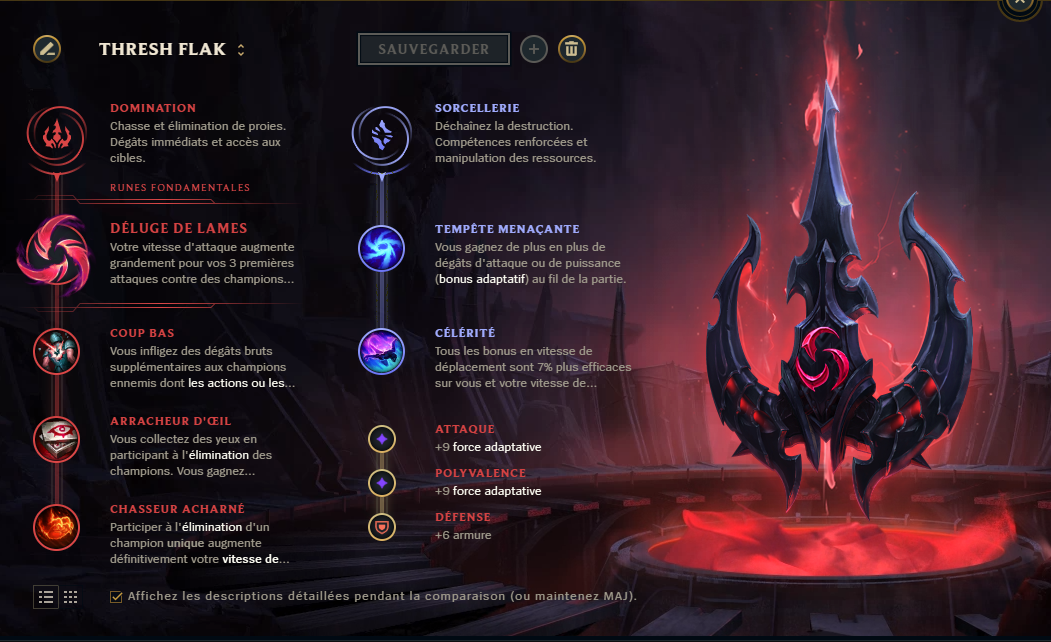 THRESH FLAK
SAUVEGARDER
DOMINATION
Chasse et élimination de proies.
Dégâts immédiats et accès aux
cibles.
RUNES FONDAMENTALES
DÉLUGE DE LAMES
Votre vitesse d'attaque augmente
grandement pour vos 3 premières
attaques contre des champions...
COUP BAS
Vous infligez des dégâts bruts
supplémentaires aux champions
ennemis dont les actions ou les...
ARRACHEUR D'ŒIL
Vous collectez des yeux en
participant à l'élimination des
champions. Vous gagnez...
CHASSEUR ACHARNÉ
Participer à l'élimination d'un
champion unique augmente
définitivement votre vitesse de...
SORCELLERIE
Déchaînez la destruction.
Compétences renforcées et
manipulation des ressources.
TEMPÊTE MENAÇANTE
Vous gagnez de plus en plus de
dégâts d'attaque ou de puissance
(bonus adaptatif) au fil de la partie.
CÉLÉRITÉ
Tous les bonus en vitesse de
déplacement sont 7% plus efficaces
sur vous et votre vitesse de...
ATTAQUE
+9 force adaptative
POLYVALENCE
+9 force adaptative
DÉFENSE
+6 armure
Affichez les descriptions détaillées pendant la comparaison (ou maintenez MAJ).